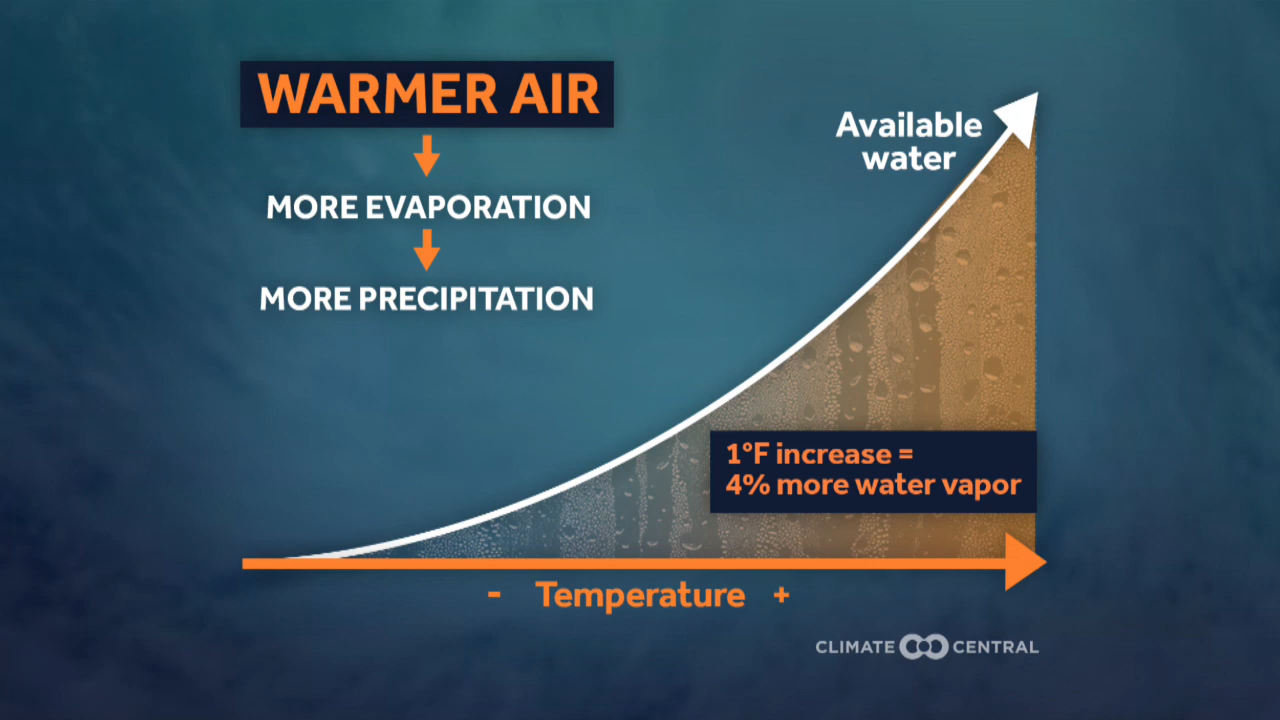 WARMER AIR
MORE EVAPORATION
MORE PRECIPITATION
Available
water
1°F increase =
4% more water vapor
- Temperature +
CLIMATE CENTRAL